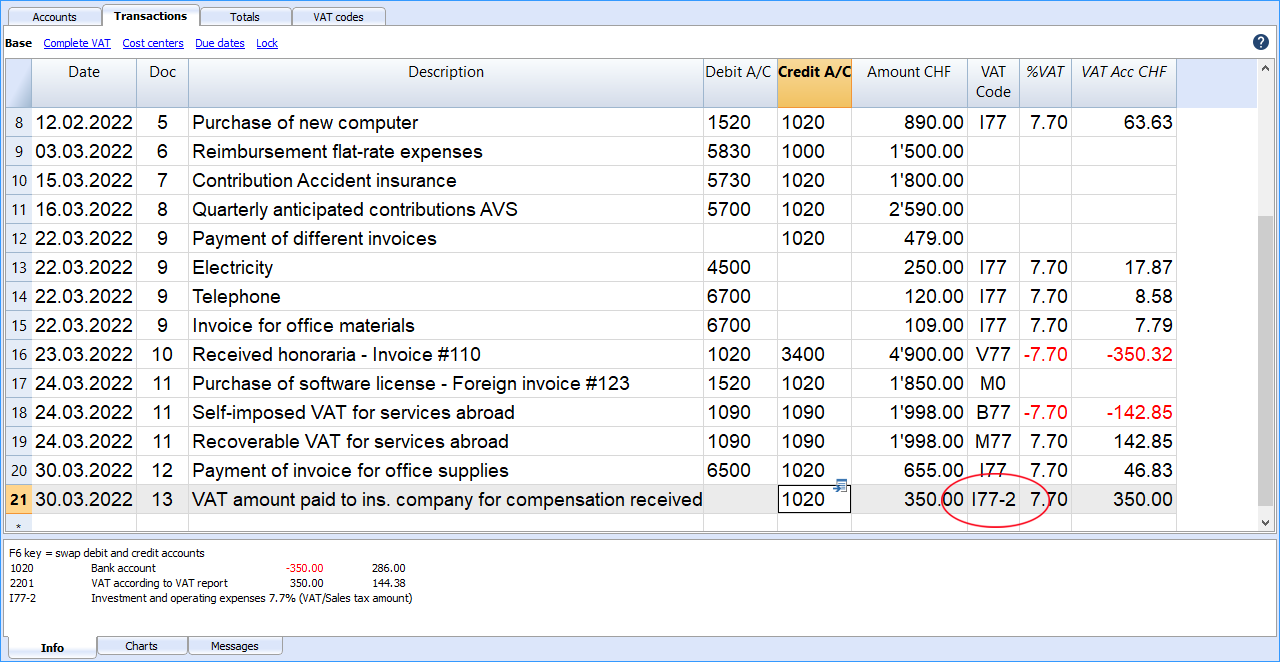 Accounts Transactions Totals VAT codes
Base Complete VAT Cost centers Due dates Lock ?
Date Doc Description Debit A/C Credit A/C Amount CHF VAT Code %VAT VAT Acc CHF
8 12.02.2022 5 Purchase of new computer 1520 1020 890.00 I77 7.70 63.63
9 03.03.2022 6 Reimbursement flat-rate expenses 5830 1000 1'500.00
10 15.03.2022 7 Contribution Accident insurance 5730 1020 1'800.00
11 16.03.2022 8 Quarterly anticipated contributions AVS 5700 1020 2'590.00
12 22.03.2022 9 Payment of different invoices 1020 479.00
13 22.03.2022 9 Electricity 4500 250.00 I77 7.70 17.87
14 22.03.2022 9 Telephone 6700 120.00 I77 7.70 8.58
15 22.03.2022 9 Invoice for office materials 6700 109.00 I77 7.70 7.79
16 23.03.2022 10 Received honoraria - Invoice #110 1020 3400 4'900.00 V77 -7.70 -350.32
17 24.03.2022 11 Purchase of software license - Foreign invoice #123 1520 1020 1'850.00 M0
18 24.03.2022 11 Self-imposed VAT for services abroad 1090 1090 1'998.00 B77 -7.70 -142.85
19 24.03.2022 11 Recoverable VAT for services abroad 1090 1090 1'998.00 M77 7.70 142.85
20 30.03.2022 12 Payment of invoice for office supplies 6500 1020 655.00 I77 7.70 46.83
21 30.03.2022 13 VAT amount paid to ins. company for compensation received 1020 350.00 I77-2 7.70 350.00
*
F6 key = swap debit and credit accounts
1020 Bank account -350.00 286.00
2201 VAT according to VAT report 350.00 144.38
I77-2 Investment and operating expenses 7.7% (VAT/Sales tax amount)
Info Charts Messages